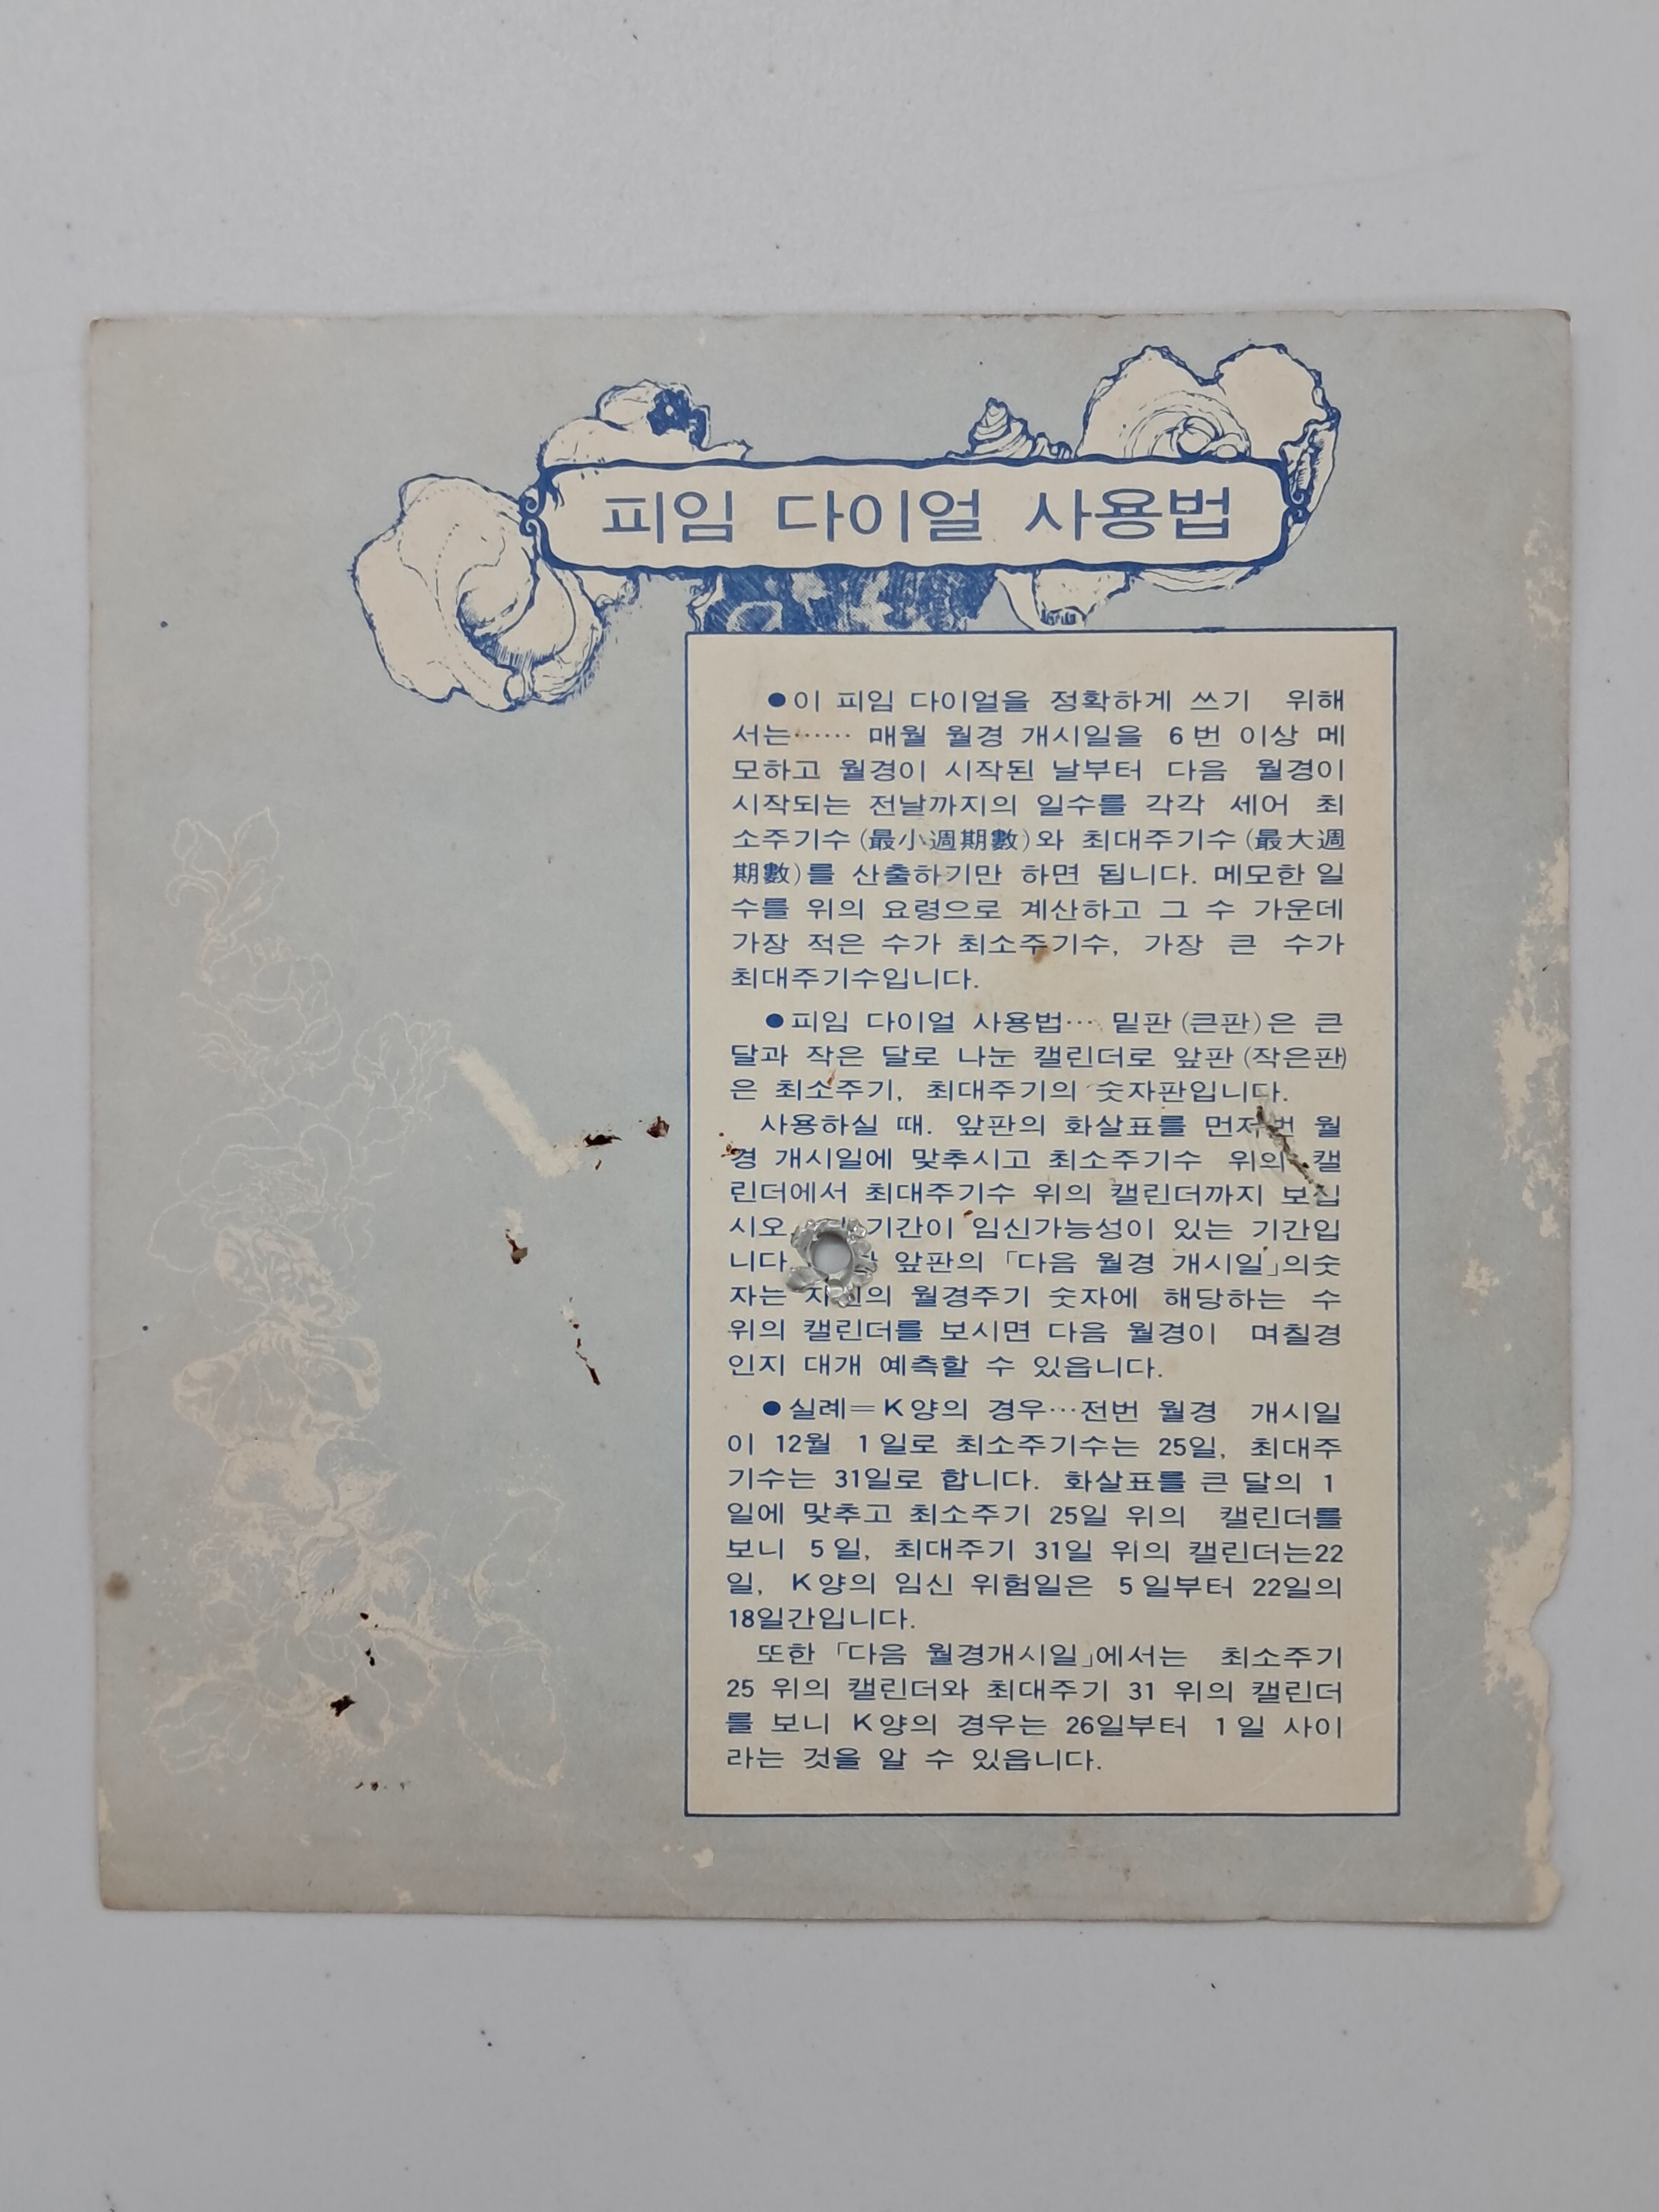 피임 다이얼 사용법
●이 피임 다이얼을 정확하게 쓰기 위해
서는…… 매월 월경 개시일을 6번 이상 메
모하고 월경이 시작된 날부터 다음 월경이
시작되는 전날까지의 일수를 각각 세어 최
소주기수(最小週期數)와 최대주기수(最大週
期數)를 산출하기만 하면 됩니다. 메모한 일
수를 위의 요령으로 계산하고 그 수 가운데
가장 적은 수가 최소주기수, 가장 큰 수가
최대주기수입니다.
●피임 다이얼 사용법… 밑판(큰판)은 큰
달과 작은 달로 나눈 캘린더로 앞판(작은판)
은 최소주기, 최대주기의 숫자판입니다.
사용하실 때. 앞판의 화살표를 먼저번 월
경 개시일에 맞추시고 최소주기수 위의 캘
린더에서 최대주기수 위의 캘린더까지 보십
시오 기간이 임신가능성이 있는 기간입
니다 앞판의 「다음 월경 개시일」의숫
자는 월경주기 숫자에 해당하는 수
위의 캘린더를 보시면 다음 월경이 며칠경
인지 대개 예측할 수 있읍니다.
●실례=K양의 경우…전번 월경 개시일
이 12월 1일로 최소주기수는 25일, 최대주
기수는 31일로 합니다. 화살표를 큰 달의 1
일에 맞추고 최소주기 25일 위의 캘린더를
보니 5일, 최대주기 31일 위의 캘린더는22
일, K양의 임신 위험일은 5일부터 22일의
18일간입니다.
또한 「다음 월경개시일」에서는 최소주기
25 위의 캘린더와 최대주기 31 위의 캘린더
를 보니 K양의 경우는 26일부터 1일 사이
라는 것을 알 수 있읍니다.